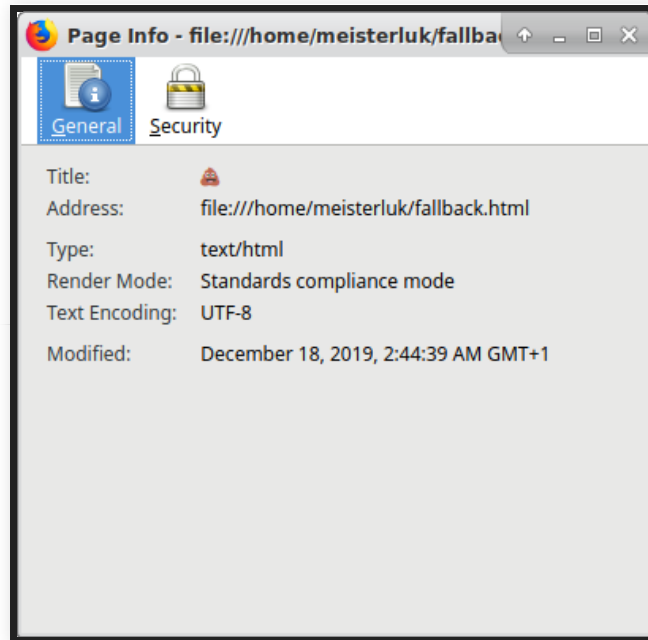 Page Info - file:///home/meisterluk/fallba
General Security
Title: 💩
Address: file:///home/meisterluk/fallback.html
Type: text/html
Render Mode: Standards compliance mode
Text Encoding: UTF-8
Modified: December 18, 2019, 2:44:39 AM GMT+1